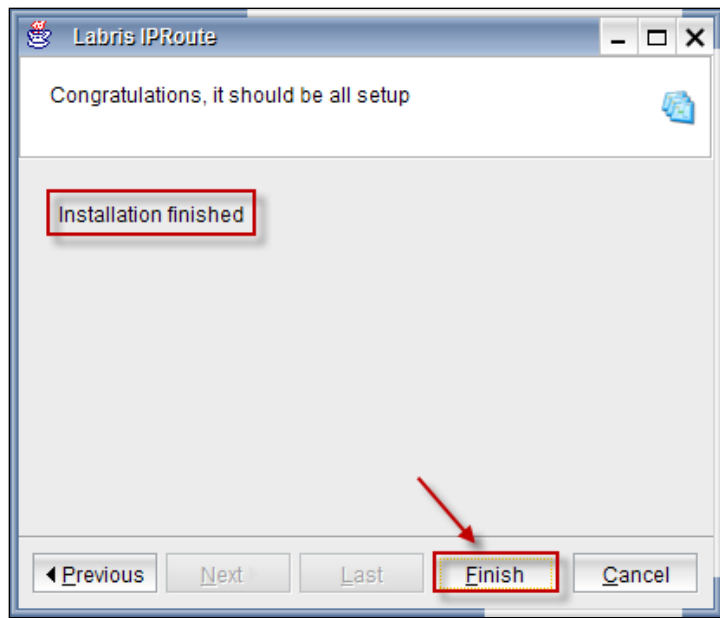 Labris IPRoute
Congratulations, it should be all setup
Installation finished
Previous Next Last Finish Cancel